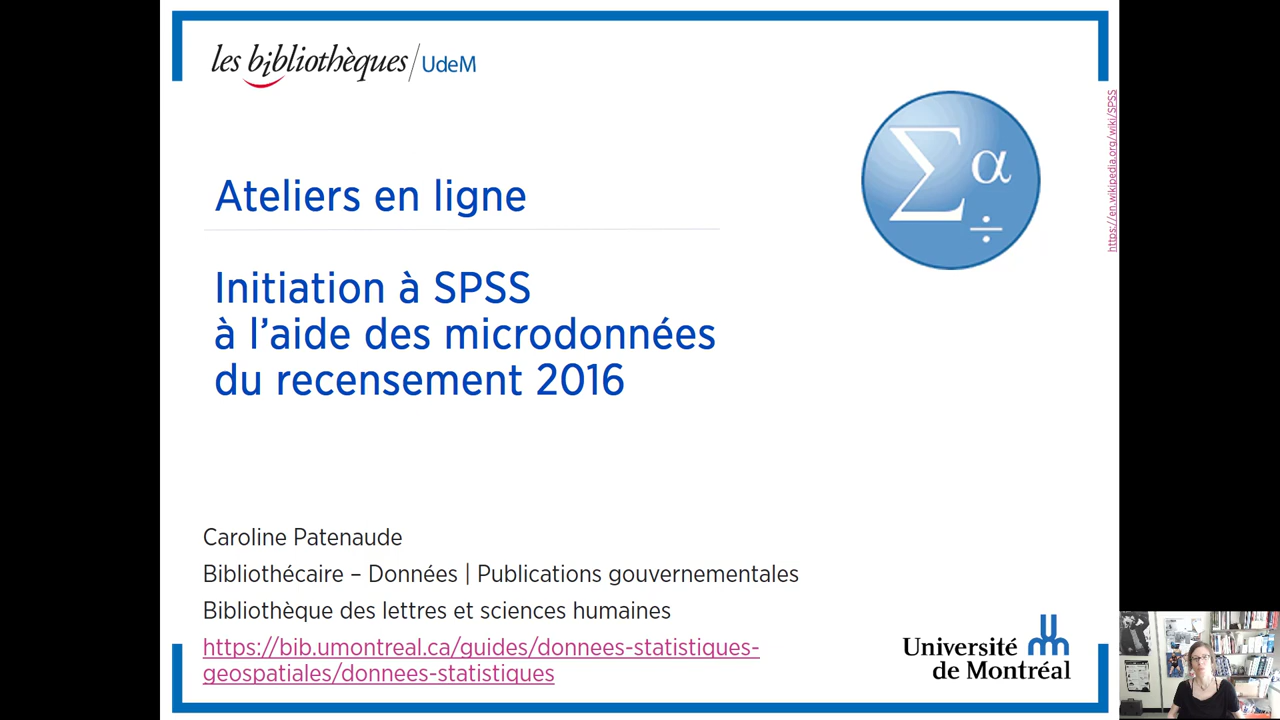 les bibliothèques/UdeM
https://en.wikipedia.org/wiki/SPSS
Σ α
÷
Ateliers en ligne
Initiation à SPSS
à l’aide des microdonnées
du recensement 2016
Caroline Patenaude
Bibliothécaire – Données | Publications gouvernementales
Bibliothèque des lettres et sciences humaines
https://bib.umontreal.ca/guides/donnees-statistiques-
geospatiales/donnees-statistiques
Université
de Montréal